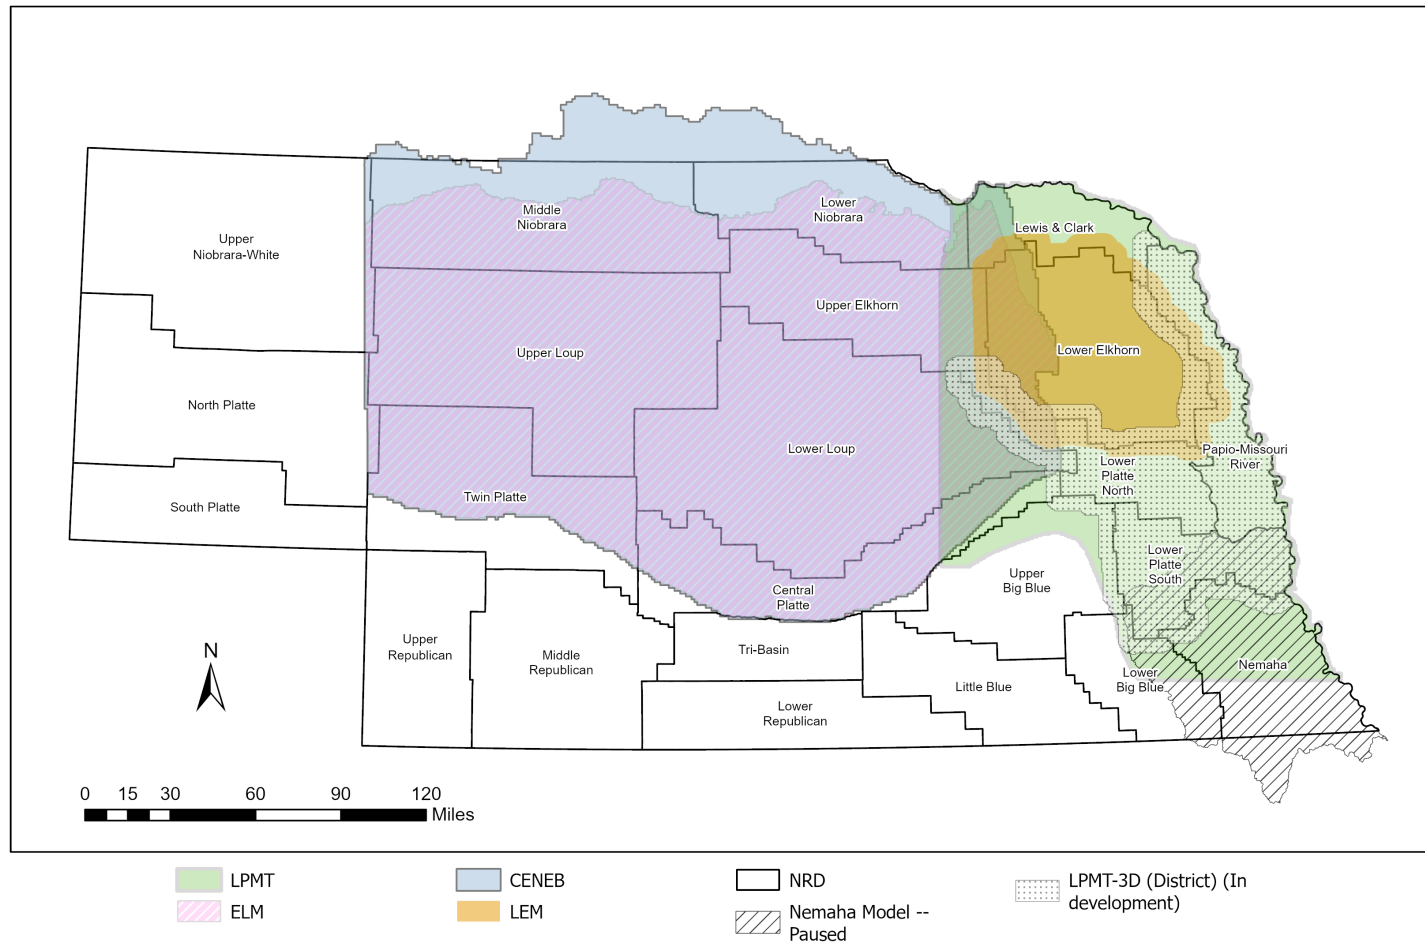 Upper
Niobrara-White
Middle
Niobrara
Lower
Niobrara
Lewis & Clark
Upper Elkhorn
Upper Loup
Lower Elkhorn
North Platte
Lower Loup
Papio-Missouri
River
Lower
Platte
North
South Platte
Twin Platte
Lower
Platte
South
Upper
Big Blue
Central
Platte
Upper
Republican
Middle
Republican
Tri-Basin
Nemaha
Lower
Big Blue
Little Blue
Lower
Republican
N
0 15 30 60 90 120
Miles
LPMT
CENEB
NRD
LPMT-3D (District) (In
development)
ELM
LEM
Nemaha Model --
Paused